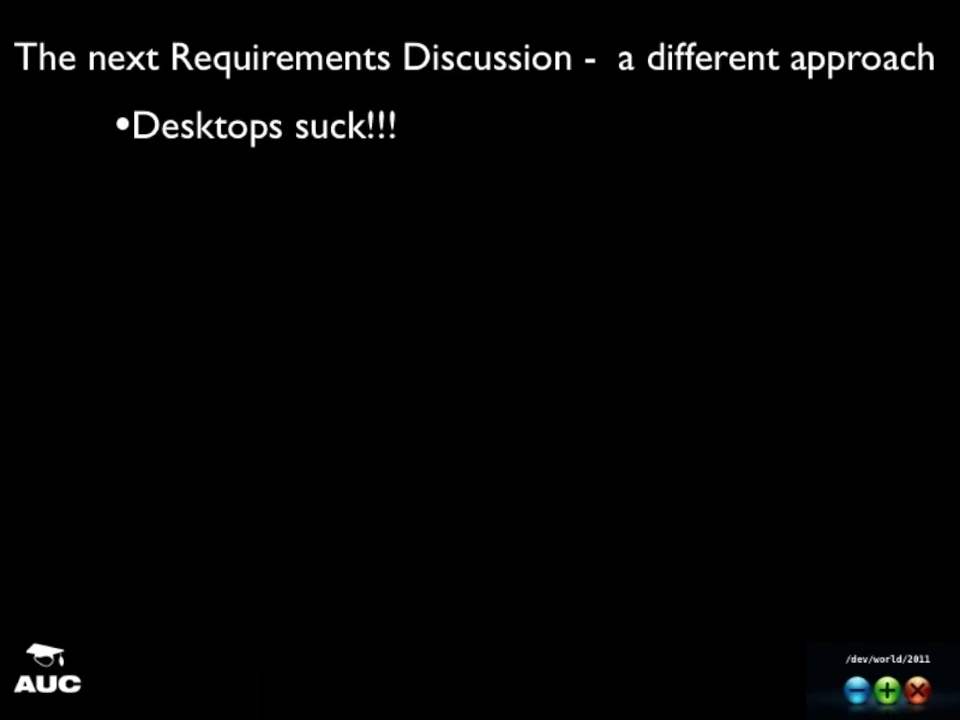 The next Requirements Discussion -  a different approach
•Desktops suck!!!
AUC
/dev/world/2011